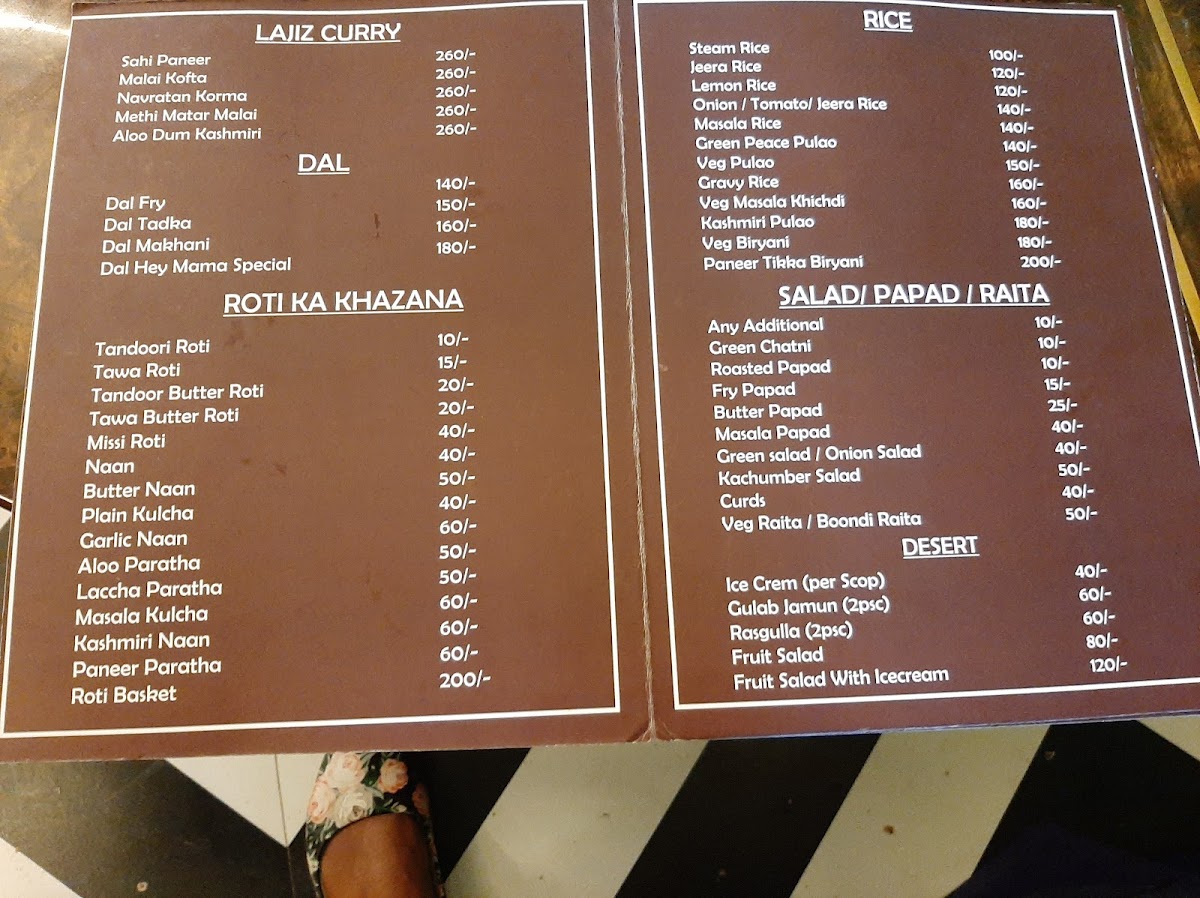 LAJIZ CURRY
Sahi Paneer 260/-
Malai Kofta 260/-
Navratan Korma 260/-
Methi Matar Malai 260/-
Aloo Dum Kashmiri 260/-
DAL
Dal Fry 140/-
Dal Tadka 150/-
Dal Makhani 160/-
Dal Hey Mama Special 180/-
ROTI KA KHAZANA
Tandoori Roti 10/-
Tawa Roti 15/-
Tandoor Butter Roti 20/-
Tawa Butter Roti 20/-
Missi Roti 40/-
Naan 40/-
Butter Naan 50/-
Plain Kulcha 40/-
Garlic Naan 60/-
Aloo Paratha 50/-
Laccha Paratha 50/-
Masala Kulcha 60/-
Kashmiri Naan 60/-
Paneer Paratha 60/-
Roti Basket 200/-
RICE
Steam Rice 100/-
Jeera Rice 120/-
Lemon Rice 120/-
Onion / Tomato/ Jeera Rice 140/-
Masala Rice 140/-
Green Peace Pulao 140/-
Veg Pulao 150/-
Gravy Rice 160/-
Veg Masala Khichdi 160/-
Kashmiri Pulao 180/-
Veg Biryani 180/-
Paneer Tikka Biryani 200/-
SALAD/ PAPAD / RAITA
Any Additional 10/-
Green Chatni 10/-
Roasted Papad 10/-
Fry Papad 15/-
Butter Papad 25/-
Masala Papad 40/-
Green salad / Onion Salad 40/-
Kachumber Salad 50/-
Curds 40/-
Veg Raita / Boondi Raita 50/-
DESERT
Ice Crem (per Scop) 40/-
Gulab Jamun (2psc) 60/-
Rasgulla (2psc) 60/-
Fruit Salad 80/-
Fruit Salad With Icecream 120/-